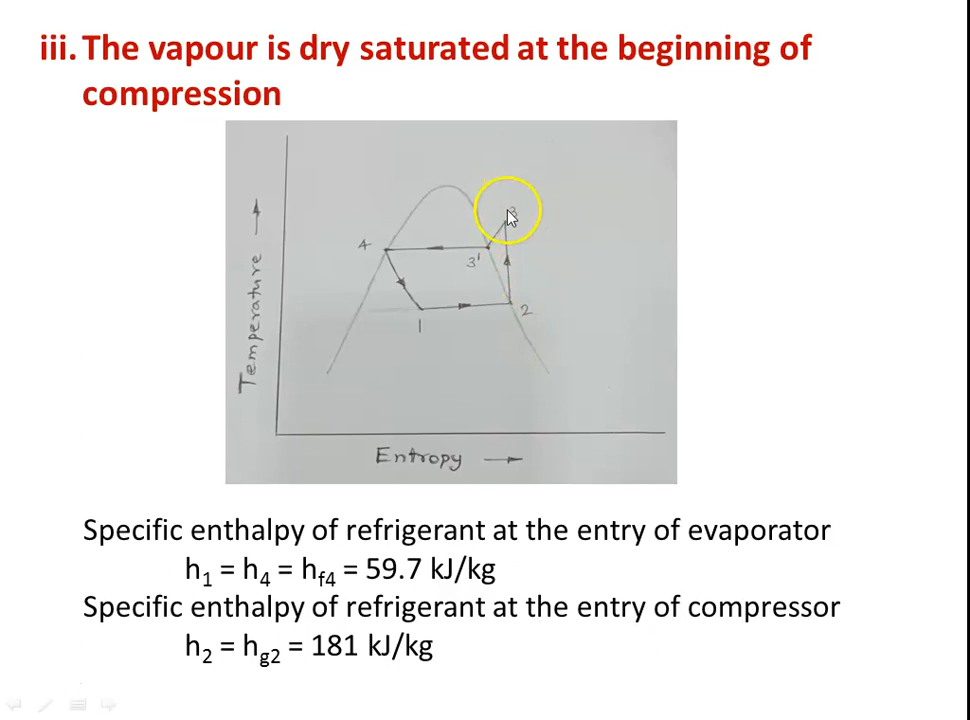 iii. The vapour is dry saturated at the beginning of
compression
Temperature
4
3'
3
2
1
Entropy
Specific enthalpy of refrigerant at the entry of evaporator
h1 = h4 = hf4 = 59.7 kJ/kg
Specific enthalpy of refrigerant at the entry of compressor
h2 = hg2 = 181 kJ/kg